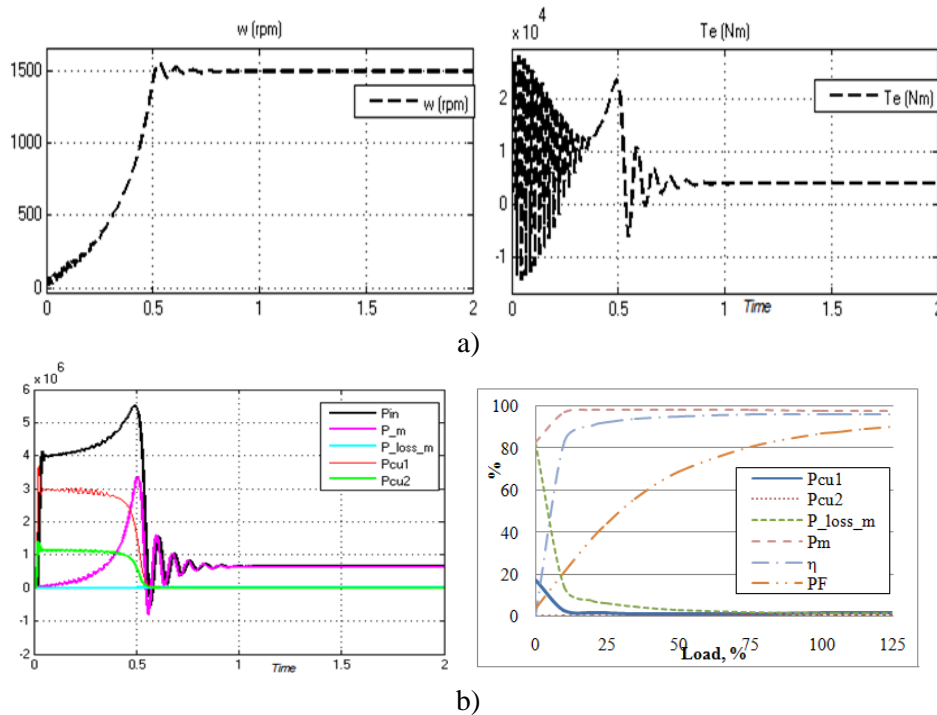 w (rpm)
1500
1000
500
0
w (rpm)
0 0.5 1 1.5 2
x 10^4
Te (Nm)
2
1
0
-1
Te (Nm)
0 0.5 1 Time 1.5 2
a)
x 10^6
6
5
4
3
2
1
0
-1
-2
Pin
P_m
P_loss_m
Pcu1
Pcu2
0 0.5 1 Time 1.5 2
100
80
60
40
20
0
%
Pcu1
Pcu2
P_loss_m
Pm
η
PF
0 25 50 75 100 125
Load, %
b)